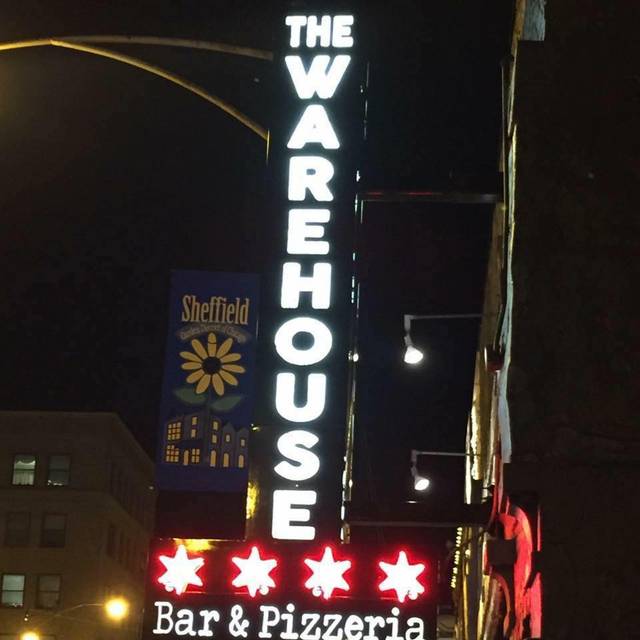 THE
WAREHOUSE
Sheffield
Bar & Pizzeria